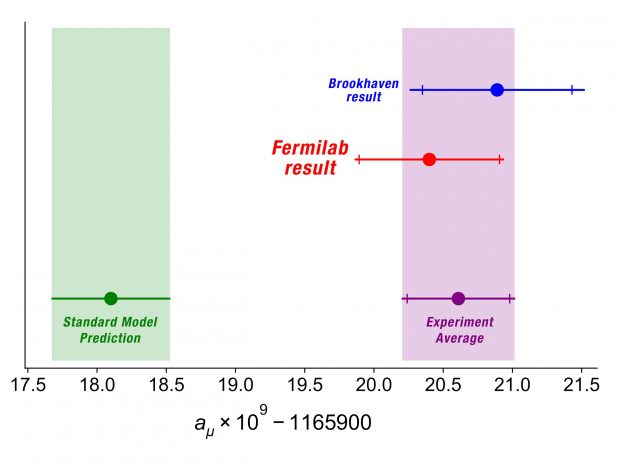 Brookhaven
result
Fermilab
result
Standard Model
Prediction
Experiment
Average
17.5 18.0 18.5 19.0 19.5 20.0 20.5 21.0 21.5
aμ × 10⁹ − 1165900